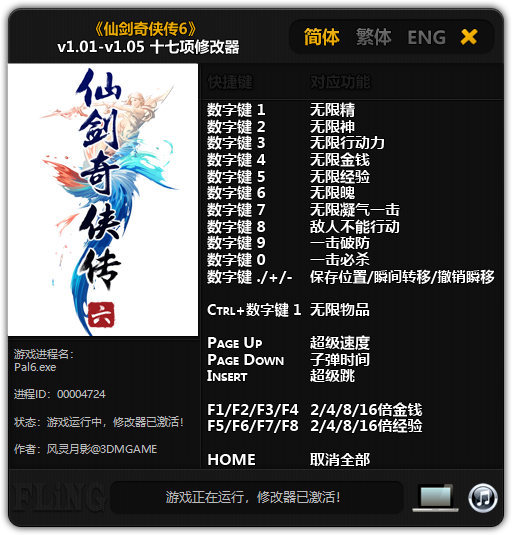 《仙剑奇侠传6》
v1.01-v1.05 十七项修改器
简体 繁体 ENG
仙剑奇侠传
六
快捷键 对应功能
数字键 1 无限精
数字键 2 无限神
数字键 3 无限行动力
数字键 4 无限金钱
数字键 5 无限经验
数字键 6 无限魄
数字键 7 无限凝气一击
数字键 8 敌人不能行动
数字键 9 一击破防
数字键 0 一击必杀
数字键 ./+/- 保存位置/瞬间转移/撤销瞬移
Ctrl+数字键 1 无限物品
Page Up 超级速度
Page Down 子弹时间
Insert 超级跳
F1/F2/F3/F4 2/4/8/16倍金钱
F5/F6/F7/F8 2/4/8/16倍经验
HOME 取消全部
游戏进程名:
Pal6.exe
进程ID: 00004724
状态: 游戏运行中，修改器已激活!
作者: 风灵月影@3DMGAME
FLiNG
游戏正在运行，修改器已激活!